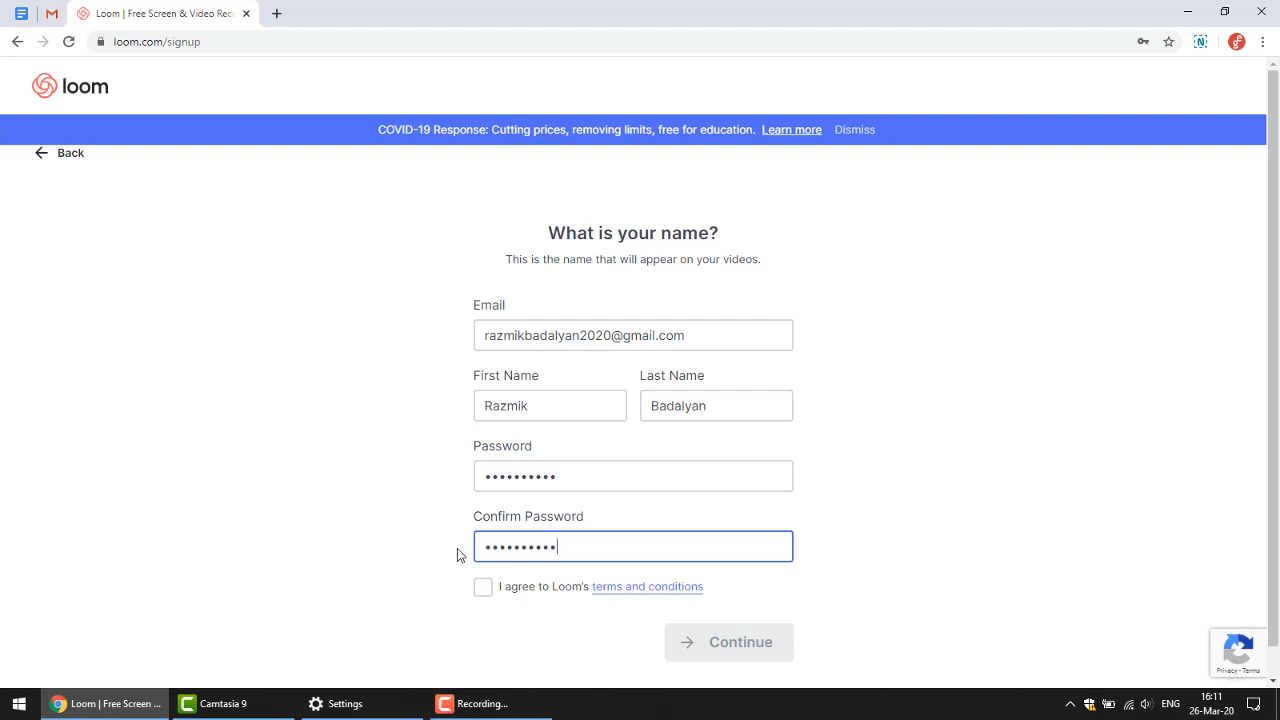 Loom | Free Screen & Video Rec
loom.com/signup
loom
COVID-19 Response: Cutting prices, removing limits, free for education. Learn more Dismiss
Back
What is your name?
This is the name that will appear on your videos.
Email
razmikbadalyan2020@gmail.com
First Name Last Name
Razmik Badalyan
Password
••••••••••
Confirm Password
••••••••••
I agree to Loom's terms and conditions
Continue
Privacy - Terms
Loom | Free Screen ... Camtasia 9 Settings Recording... ENG
16:11
26-Mar-20